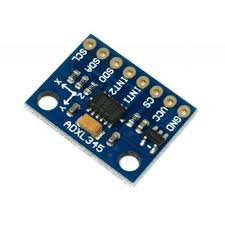 SCL
SDA
SDO
INT2
INT1
CS
VCC
GND
X
Y
Z
ADXL345